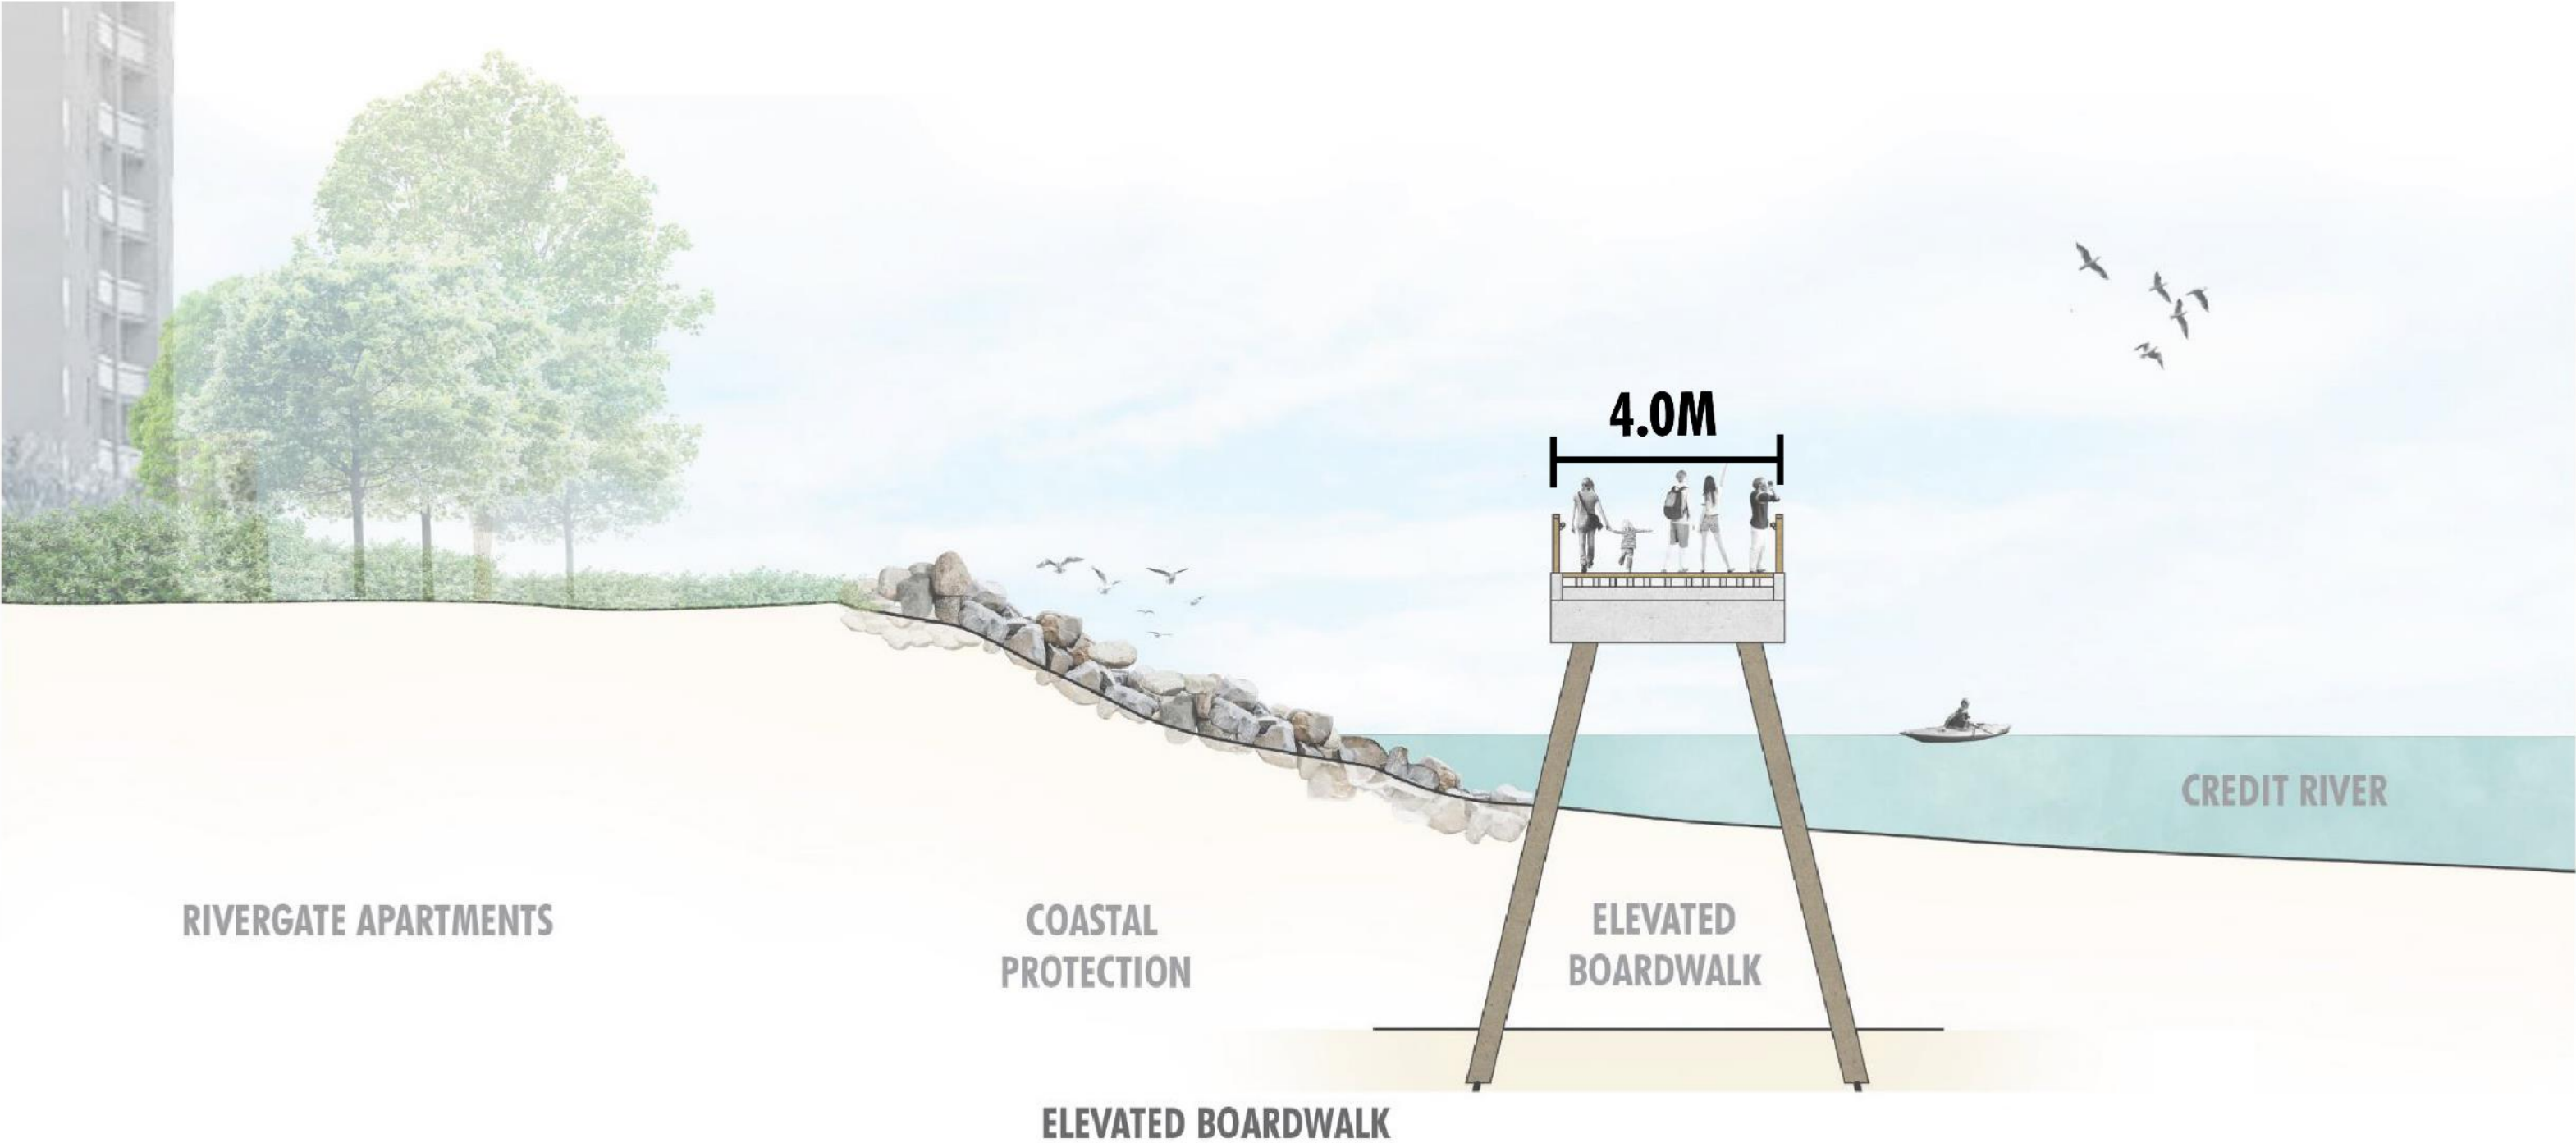 4.0M
CREDIT RIVER
RIVERGATE APARTMENTS
COASTAL
PROTECTION
ELEVATED
BOARDWALK
ELEVATED BOARDWALK